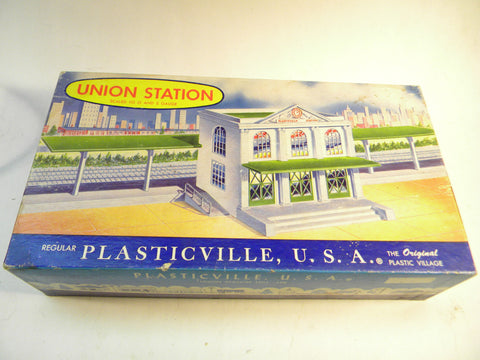 UNION STATION
SCALED TO O AND S GAUGE
REGULAR PLASTICVILLE, U. S. A.® THE Original
PLASTIC VILLAGE
PLASTICVILLE, U. S. A.